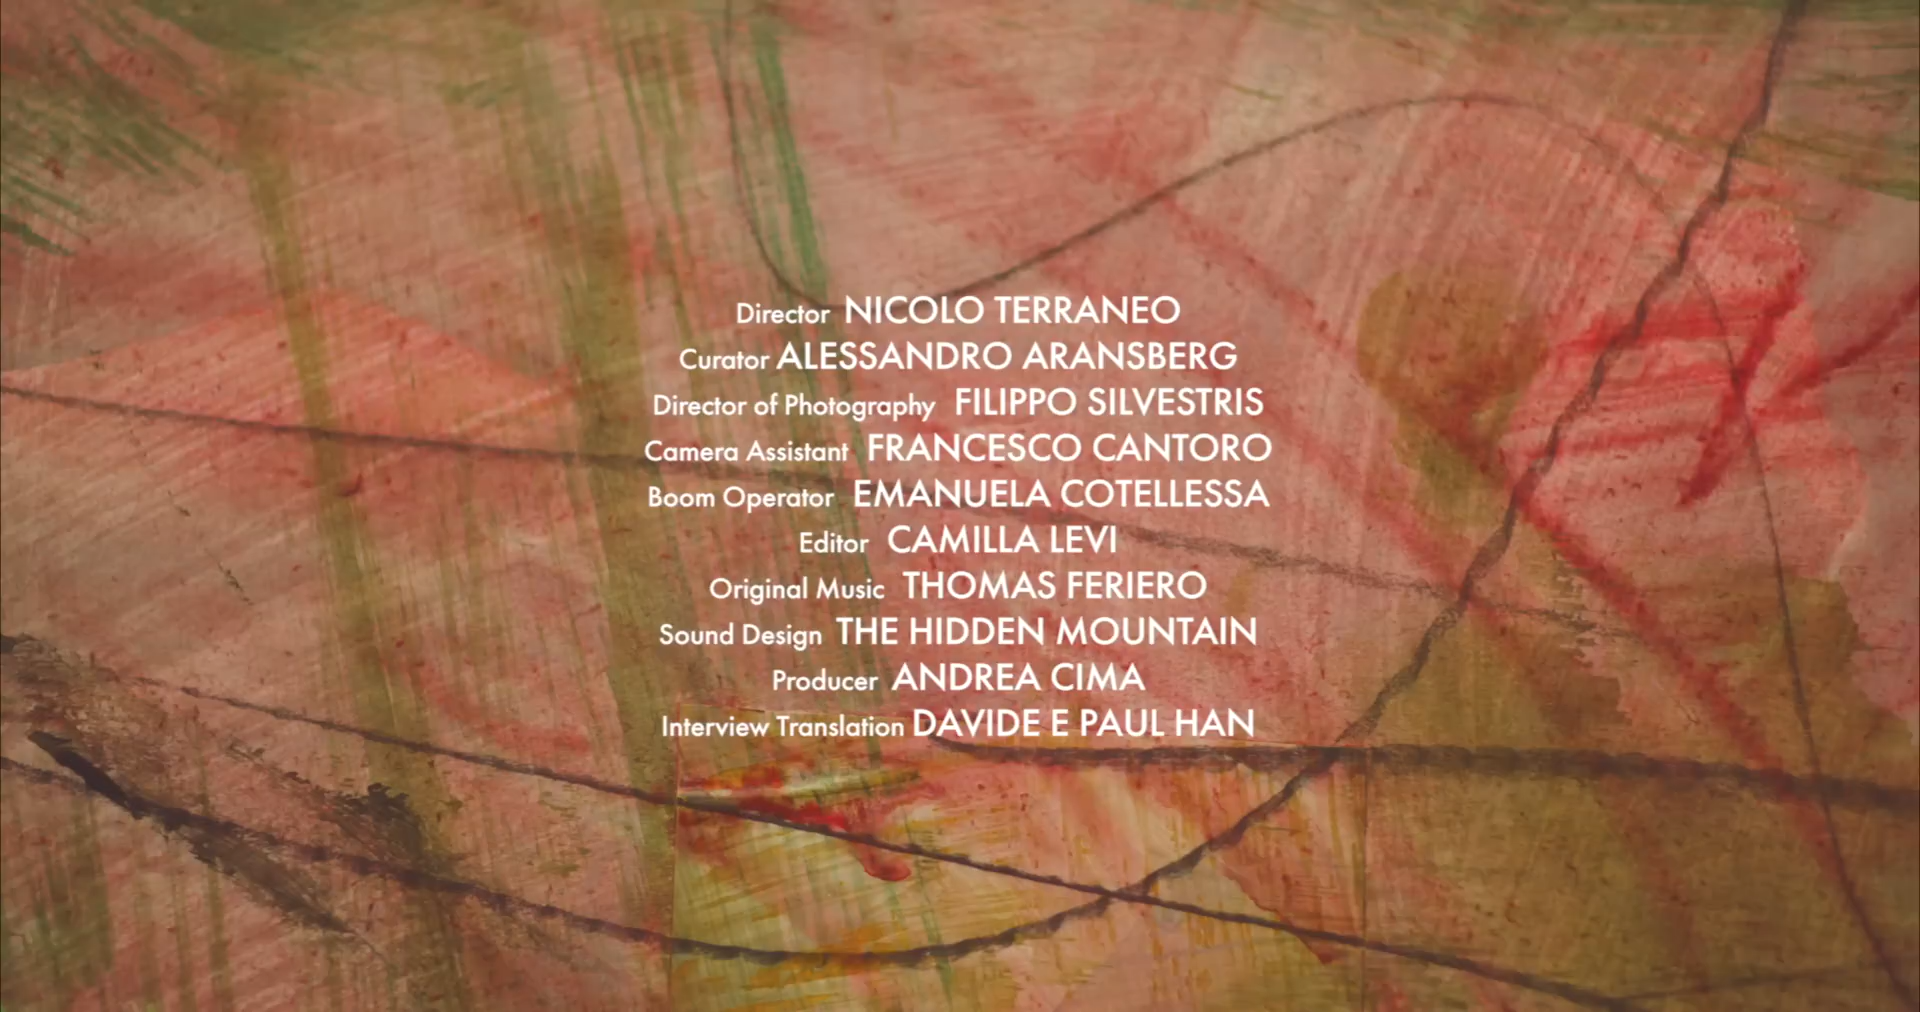 Director NICOLO TERRANEO
Curator ALESSANDRO ARANSBERG
Director of Photography FILIPPO SILVESTRIS
Camera Assistant FRANCESCO CANTORO
Boom Operator EMANUELA COTELLESSA
Editor CAMILLA LEVI
Original Music THOMAS FERIERO
Sound Design THE HIDDEN MOUNTAIN
Producer ANDREA CIMA
Interview Translation DAVIDE E PAUL HAN